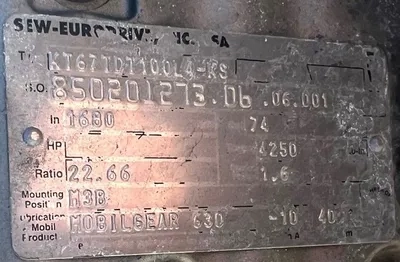 SEW-EURODRIVE, INC. USA
KT67TDT100L4-KS
S.O. 850201273.06 .06.001
in 1680 74
HP 4250
Ratio 22.66 1.6
Mounting
Position M3B
Lubrication MOBILGEAR 630 -10 40
Mobil
Product